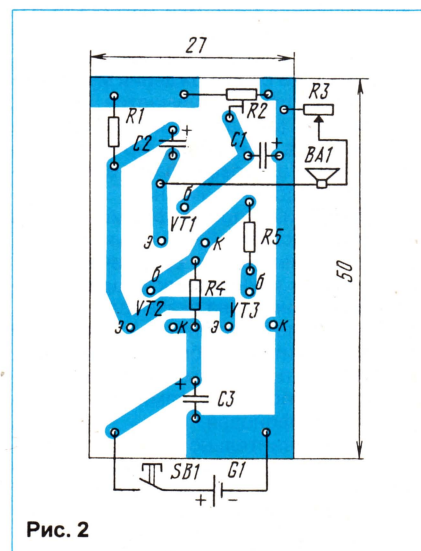 27
R1
R2
R3
+
C2
C1
+
BA1
б
VT1
э
к
R5
50
б
R4
б
VT2
VT3
э
к
э
к
+
C3
SB1
+
G1
-
Рис. 2